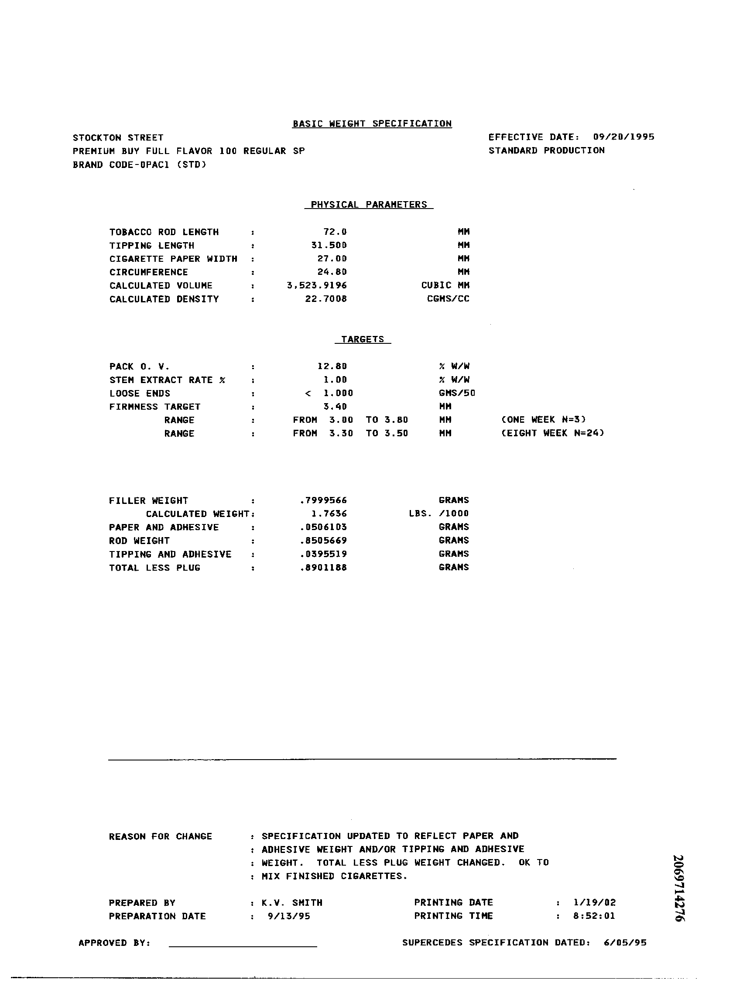 BASIC WEIGHT SPECIFICATION
STOCKTON STREET EFFECTIVE DATE: 09/20/1995
PREMIUM BUY FULL FLAVOR 100 REGULAR SP STANDARD PRODUCTION
BRAND CODE-0PAC1 (STD)
PHYSICAL PARAMETERS
TOBACCO ROD LENGTH : 72.0 MM
TIPPING LENGTH : 31.500 MM
CIGARETTE PAPER WIDTH : 27.00 MM
CIRCUMFERENCE : 24.80 MM
CALCULATED VOLUME : 3,523.9196 CUBIC MM
CALCULATED DENSITY : 22.7008 CGMS/CC
TARGETS
PACK O. V. : 12.80 % W/W
STEM EXTRACT RATE % : 1.00 % W/W
LOOSE ENDS : < 1.000 GMS/50
FIRMNESS TARGET : 3.40 MM
RANGE : FROM 3.00 TO 3.80 MM (ONE WEEK N=3)
RANGE : FROM 3.30 TO 3.50 MM (EIGHT WEEK N=24)
FILLER WEIGHT : .7999566 GRAMS
CALCULATED WEIGHT: 1.7636 LBS. /1000
PAPER AND ADHESIVE : .0506103 GRAMS
ROD WEIGHT : .8505669 GRAMS
TIPPING AND ADHESIVE : .0395519 GRAMS
TOTAL LESS PLUG : .8901188 GRAMS
REASON FOR CHANGE : SPECIFICATION UPDATED TO REFLECT PAPER AND
: ADHESIVE WEIGHT AND/OR TIPPING AND ADHESIVE
: WEIGHT. TOTAL LESS PLUG WEIGHT CHANGED. OK TO
: MIX FINISHED CIGARETTES.
PREPARED BY : K.V. SMITH PRINTING DATE : 1/19/02
PREPARATION DATE : 9/13/95 PRINTING TIME : 8:52:01
APPROVED BY: SUPERCEDES SPECIFICATION DATED: 6/05/95
2069714276